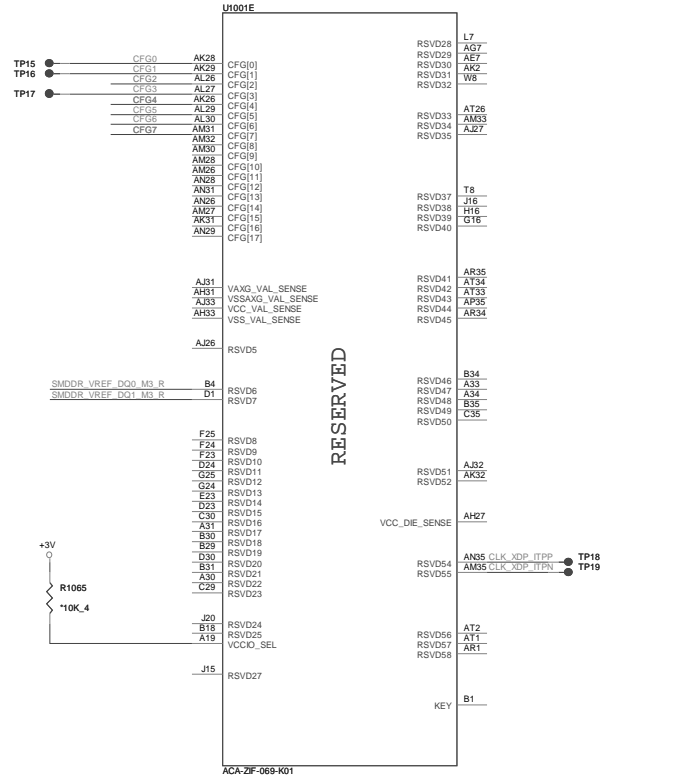 U1001E
TP15 CFG0 AK28 CFG[0]
TP16 CFG1 AK29 CFG[1]
CFG2 AL26 CFG[2]
TP17 CFG3 AL27 CFG[3]
CFG4 AK26 CFG[4]
CFG5 AL29 CFG[5]
CFG6 AL30 CFG[6]
CFG7 AM31 CFG[7]
AM32 CFG[8]
AM30 CFG[9]
AM28 CFG[10]
AM26 CFG[11]
AN28 CFG[12]
AN31 CFG[13]
AN26 CFG[14]
AM27 CFG[15]
AK31 CFG[16]
AN29 CFG[17]
AJ31 VAXG_VAL_SENSE
AH31 VSSAXG_VAL_SENSE
AJ33 VCC_VAL_SENSE
AH33 VSS_VAL_SENSE
AJ26 RSVD5
SMDDR_VREF_DQ0_M3_R B4 RSVD6
SMDDR_VREF_DQ1_M3_R D1 RSVD7
F25 RSVD8
F24 RSVD9
F23 RSVD10
D24 RSVD11
G25 RSVD12
G24 RSVD13
E23 RSVD14
D23 RSVD15
C30 RSVD16
A31 RSVD17
B30 RSVD18
B29 RSVD19
D30 RSVD20
B31 RSVD21
A30 RSVD22
C29 RSVD23
+3V
R1065
*10K_4
J20 RSVD24
B18 RSVD25
A19 VCCIO_SEL
J15 RSVD27
RESERVED
RSVD28 L7
RSVD29 AG7
RSVD30 AE7
RSVD31 AK2
RSVD32 W8
RSVD33 AT26
RSVD34 AM33
RSVD35 AJ27
RSVD37 T8
RSVD38 J16
RSVD39 H16
RSVD40 G16
RSVD41 AR35
RSVD42 AT34
RSVD43 AT33
RSVD44 AP35
RSVD45 AR34
RSVD46 B34
RSVD47 A33
RSVD48 A34
RSVD49 B35
RSVD50 C35
RSVD51 AJ32
RSVD52 AK32
VCC_DIE_SENSE AH27
RSVD54 AN35 CLK_XDP_ITPP TP18
RSVD55 AM35 CLK_XDP_ITPN TP19
RSVD56 AT2
RSVD57 AT1
RSVD58 AR1
KEY B1
ACA-ZIF-069-K01